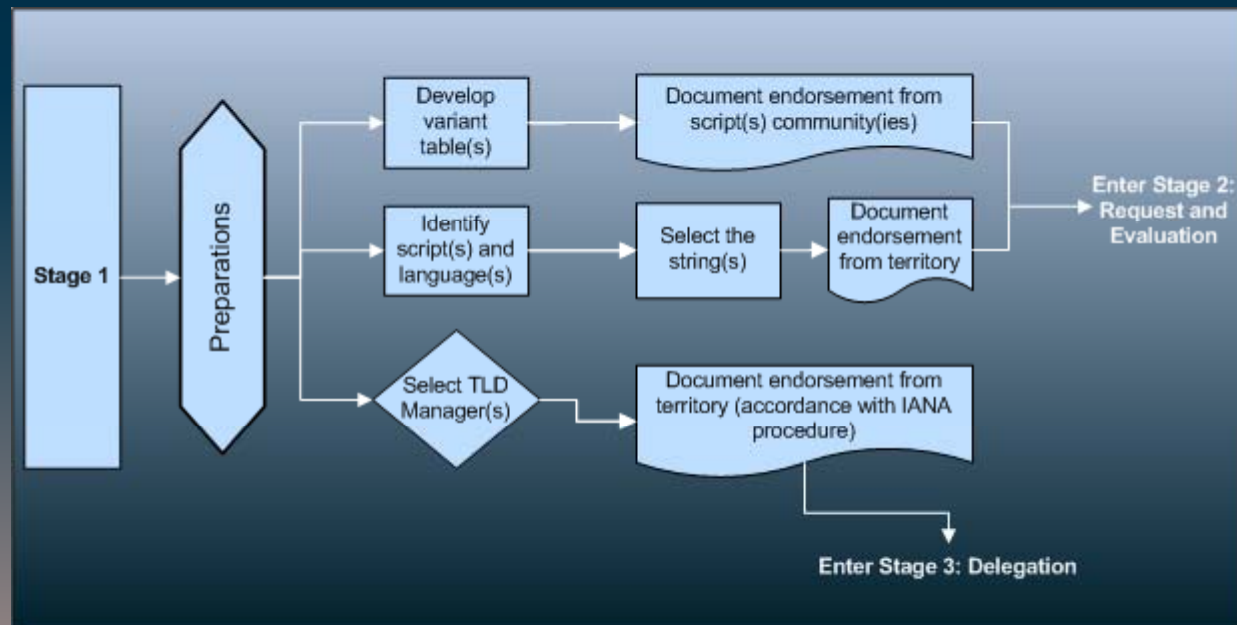 Stage 1
Preparations
Develop
variant
table(s)
Document endorsement from
script(s) community(ies)
Identify
script(s) and
language(s)
Select the
string(s)
Document
endorsement
from territory
Enter Stage 2:
Request and
Evaluation
Select TLD
Manager(s)
Document endorsement from
territory (accordance with IANA
procedure)
Enter Stage 3: Delegation